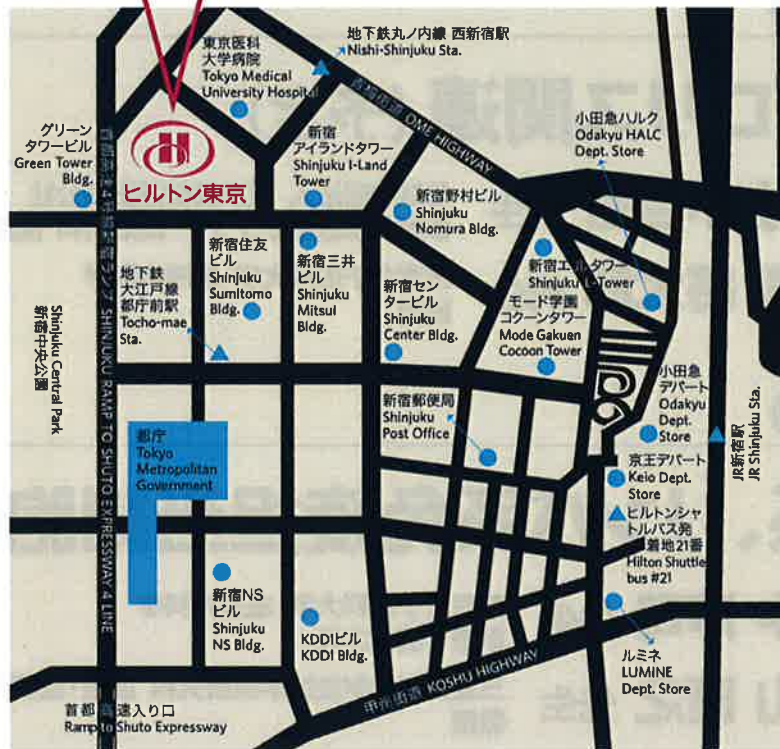 地下鉄丸ノ内線 西新宿駅
Nishi-Shinjuku Sta.
東京医科
大学病院
Tokyo Medical
University Hospital
青梅街道 OME HIGHWAY
小田急ハルク
Odakyu HALC
Dept. Store
グリーン
タワービル
Green Tower
Bldg.
ヒルトン東京
新宿
アイランドタワー
Shinjuku I-Land
Tower
新宿野村ビル
Shinjuku
Nomura Bldg.
地下鉄
大江戸線
都庁前駅
Tocho-mae
Sta.
新宿住友
ビル
Shinjuku
Sumitomo
Bldg.
新宿三井
ビル
Shinjuku
Mitsui
Bldg.
新宿セン
タービル
Shinjuku
Center Bldg.
新宿エルタワー
Shinjuku L-Tower
モード学園
コクーンタワー
Mode Gakuen
Cocoon Tower
Shinjuku Central Park
新宿中央公園
SHINJUKU RAMP TO SHUTO EXPRESSWAY 4 LINE
新宿郵便局
Shinjuku
Post Office
小田急
デパート
Odakyu
Dept.
Store
JR新宿駅
JR Shinjuku Sta.
都庁
Tokyo
Metropolitan
Government
京王デパート
Keio Dept.
Store
ヒルトンシャ
トルバス発
着地21番
Hilton Shuttle
bus #21
新宿NS
ビル
Shinjuku
NS Bldg.
KDDIビル
KDDI Bldg.
ルミネ
LUMINE
Dept. Store
甲州街道 KOSHU HIGHWAY
首都高速入り口
Ramp to Shuto Expressway